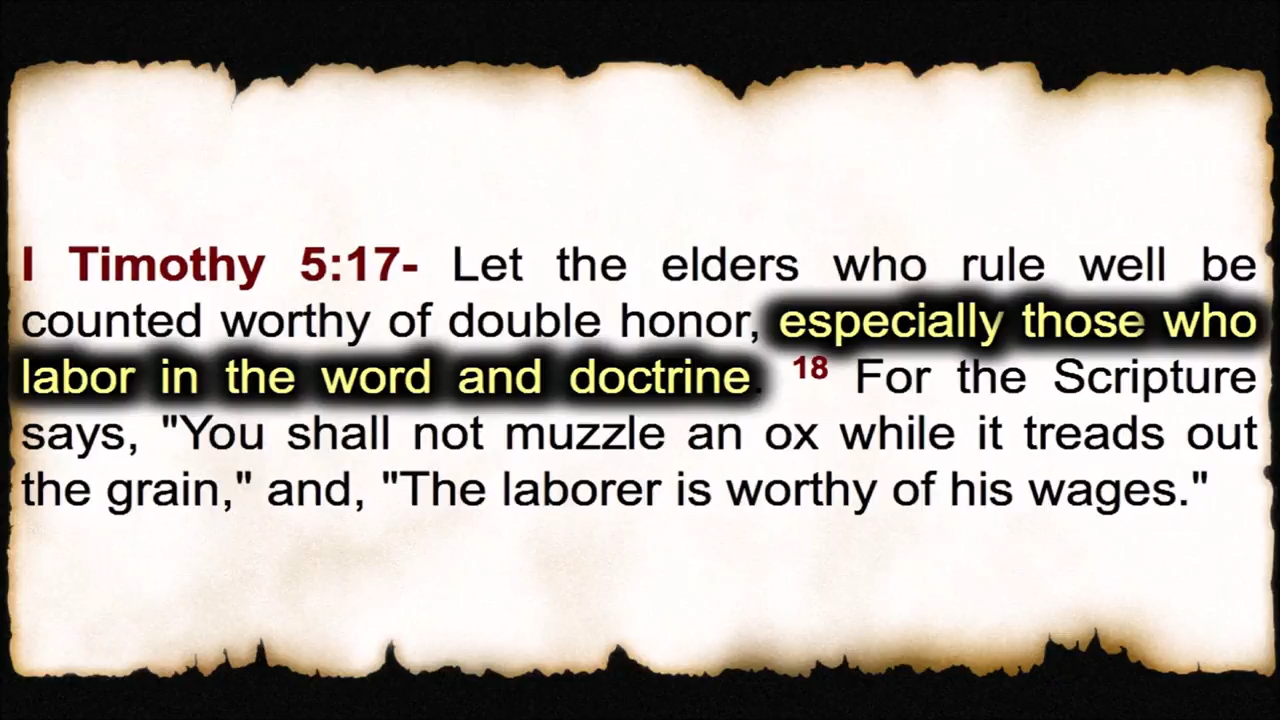 I Timothy 5:17- Let the elders who rule well be
counted worthy of double honor, especially those who
labor in the word and doctrine. 18 For the Scripture
says, "You shall not muzzle an ox while it treads out
the grain," and, "The laborer is worthy of his wages."